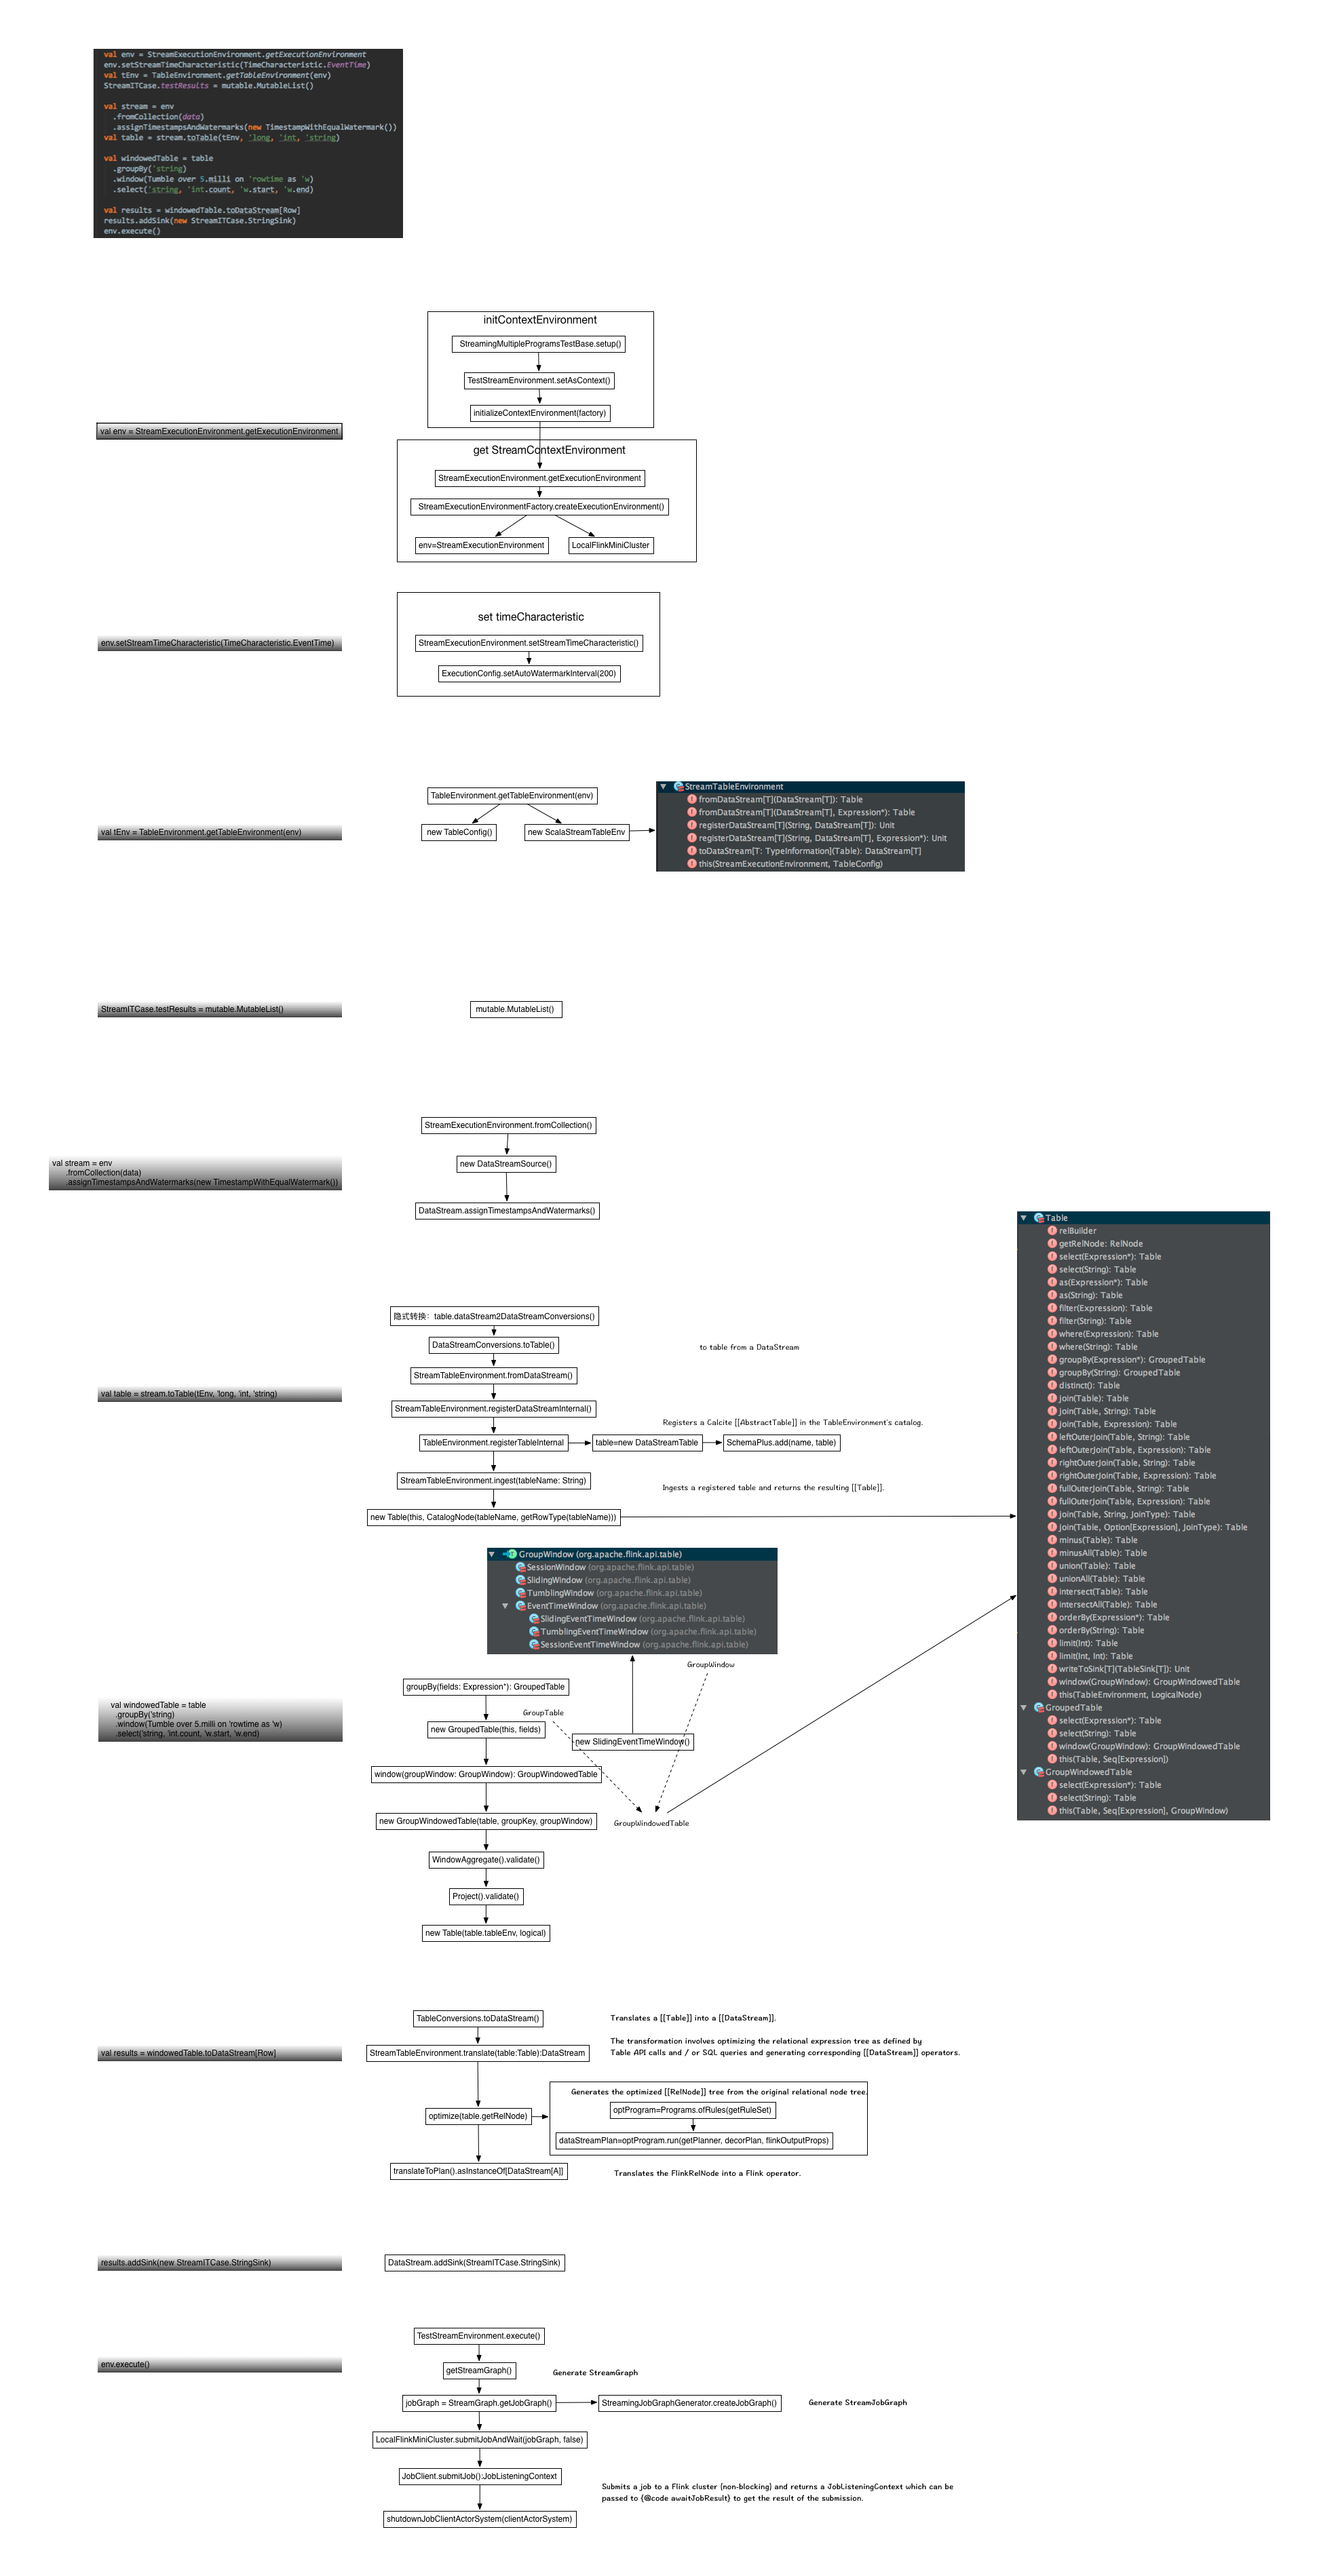 val env = StreamExecutionEnvironment.getExecutionEnvironment
env.setStreamTimeCharacteristic(TimeCharacteristic.EventTime)
val tEnv = TableEnvironment.getTableEnvironment(env)
StreamITCase.testResults = mutable.MutableList()
val stream = env
.fromCollection(data)
.assignTimestampsAndWatermarks(new TimestampWithEqualWatermark())
val table = stream.toTable(tEnv, 'long, 'int, 'string)
val windowedTable = table
.groupBy('string)
.window(Tumble over 5.milli on 'rowtime as 'w)
.select('string, 'int.count, 'w.start, 'w.end)
val results = windowedTable.toDataStream[Row]
results.addSink(new StreamITCase.StringSink)
env.execute()
initContextEnvironment
StreamingMultipleProgramsTestBase.setup()
TestStreamEnvironment.setAsContext()
initializeContextEnvironment(factory)
val env = StreamExecutionEnvironment.getExecutionEnvironment
get StreamContextEnvironment
StreamExecutionEnvironment.getExecutionEnvironment
StreamExecutionEnvironmentFactory.createExecutionEnvironment()
env=StreamExecutionEnvironment
LocalFlinkMiniCluster
set timeCharacteristic
env.setStreamTimeCharacteristic(TimeCharacteristic.EventTime)
StreamExecutionEnvironment.setStreamTimeCharacteristic()
ExecutionConfig.setAutoWatermarkInterval(200)
val tEnv = TableEnvironment.getTableEnvironment(env)
TableEnvironment.getTableEnvironment(env)
new TableConfig()
new ScalaStreamTableEnv
StreamTableEnvironment
fromDataStream[T](DataStream[T]): Table
fromDataStream[T](DataStream[T], Expression*): Table
registerDataStream[T](String, DataStream[T]): Unit
registerDataStream[T](String, DataStream[T], Expression*): Unit
toDataStream[T: TypeInformation](Table): DataStream[T]
this(StreamExecutionEnvironment, TableConfig)
StreamITCase.testResults = mutable.MutableList()
mutable.MutableList()
val stream = env
.fromCollection(data)
.assignTimestampsAndWatermarks(new TimestampWithEqualWatermark())
StreamExecutionEnvironment.fromCollection()
new DataStreamSource()
DataStream.assignTimestampsAndWatermarks()
val table = stream.toTable(tEnv, 'long, 'int, 'string)
隐式转换：table.dataStream2DataStreamConversions()
DataStreamConversions.toTable()
to table from a DataStream
StreamTableEnvironment.fromDataStream()
StreamTableEnvironment.registerDataStreamInternal()
Registers a Calcite [[AbstractTable]] in the TableEnvironment's catalog.
TableEnvironment.registerTableInternal
table=new DataStreamTable
SchemaPlus.add(name, table)
StreamTableEnvironment.ingest(tableName: String)
Ingests a registered table and returns the resulting [[Table]].
new Table(this, CatalogNode(tableName, getRowType(tableName)))
Table
relBuilder
getRelNode: RelNode
select(Expression*): Table
select(String): Table
as(Expression*): Table
as(String): Table
filter(Expression): Table
filter(String): Table
where(Expression): Table
where(String): Table
groupBy(Expression*): GroupedTable
groupBy(String): GroupedTable
distinct(): Table
join(Table): Table
join(Table, String): Table
join(Table, Expression): Table
leftOuterJoin(Table, String): Table
leftOuterJoin(Table, Expression): Table
rightOuterJoin(Table, String): Table
rightOuterJoin(Table, Expression): Table
fullOuterJoin(Table, String): Table
fullOuterJoin(Table, Expression): Table
join(Table, String, JoinType): Table
join(Table, Option[Expression], JoinType): Table
minus(Table): Table
minusAll(Table): Table
union(Table): Table
unionAll(Table): Table
intersect(Table): Table
intersectAll(Table): Table
orderBy(Expression*): Table
orderBy(String): Table
limit(Int): Table
limit(Int, Int): Table
writeToSink[T](TableSink[T]): Unit
window(GroupWindow): GroupWindowedTable
this(TableEnvironment, LogicalNode)
GroupedTable
select(Expression*): Table
select(String): Table
window(GroupWindow): GroupWindowedTable
this(Table, Seq[Expression])
GroupWindowedTable
select(Expression*): Table
select(String): Table
this(Table, Seq[Expression], GroupWindow)
GroupWindow (org.apache.flink.api.table)
SessionWindow (org.apache.flink.api.table)
SlidingWindow (org.apache.flink.api.table)
TumblingWindow (org.apache.flink.api.table)
EventTimeWindow (org.apache.flink.api.table)
SlidingEventTimeWindow (org.apache.flink.api.table)
TumblingEventTimeWindow (org.apache.flink.api.table)
SessionEventTimeWindow (org.apache.flink.api.table)
val windowedTable = table
.groupBy('string)
.window(Tumble over 5.milli on 'rowtime as 'w)
.select('string, 'int.count, 'w.start, 'w.end)
GroupWindow
groupBy(fields: Expression*): GroupedTable
GroupTable
new GroupedTable(this, fields)
new SlidingEventTimeWindow()
window(groupWindow: GroupWindow): GroupWindowedTable
new GroupWindowedTable(table, groupKey, groupWindow)
GroupWindowedTable
WindowAggregate().validate()
Project().validate()
new Table(table.tableEnv, logical)
val results = windowedTable.toDataStream[Row]
TableConversions.toDataStream()
Translates a [[Table]] into a [[DataStream]].
The transformation involves optimizing the relational expression tree as defined by
Table API calls and / or SQL queries and generating corresponding [[DataStream]] operators.
StreamTableEnvironment.translate(table:Table):DataStream
Generates the optimized [[RelNode]] tree from the original relational node tree.
optimize(table.getRelNode)
optProgram=Programs.ofRules(getRuleSet)
dataStreamPlan=optProgram.run(getPlanner, decorPlan, flinkOutputProps)
translateToPlan().asInstanceOf[DataStream[A]]
Translates the FlinkRelNode into a Flink operator.
results.addSink(new StreamITCase.StringSink)
DataStream.addSink(StreamITCase.StringSink)
env.execute()
TestStreamEnvironment.execute()
getStreamGraph()
Generate StreamGraph
jobGraph = StreamGraph.getJobGraph()
StreamingJobGraphGenerator.createJobGraph()
Generate StreamJobGraph
LocalFlinkMiniCluster.submitJobAndWait(jobGraph, false)
JobClient.submitJob():JobListeningContext
Submits a job to a Flink cluster (non-blocking) and returns a JobListeningContext which can be
passed to {@code awaitJobResult} to get the result of the submission.
shutdownJobClientActorSystem(clientActorSystem)